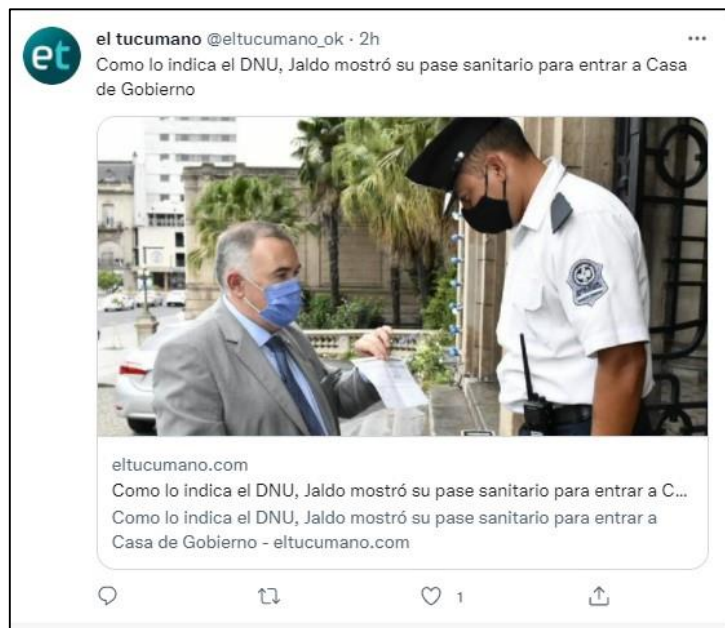 et
el tucumano @eltucumano_ok · 2h
Como lo indica el DNU, Jaldo mostró su pase sanitario para entrar a Casa
de Gobierno
eltucumano.com
Como lo indica el DNU, Jaldo mostró su pase sanitario para entrar a C...
Como lo indica el DNU, Jaldo mostró su pase sanitario para entrar a
Casa de Gobierno - eltucumano.com
1